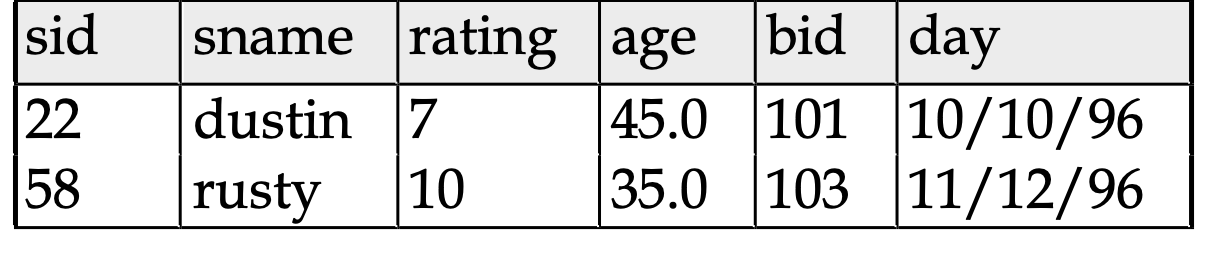 sid sname rating age bid day
22 dustin 7 45.0 101 10/10/96
58 rusty 10 35.0 103 11/12/96